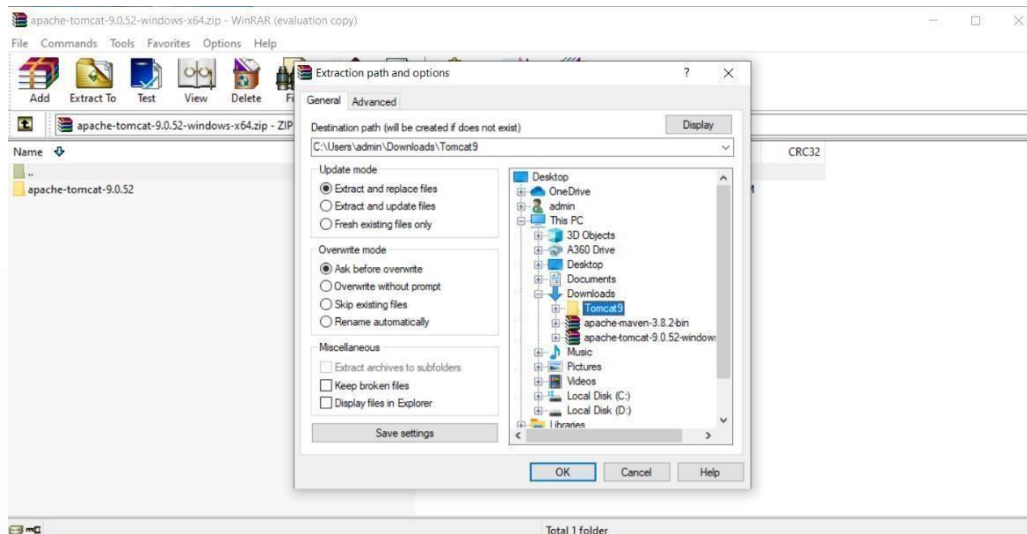 apache-tomcat-9.0.52-windows-x64.zip - WinRAR (evaluation copy)
File Commands Tools Favorites Options Help
Add Extract To Test View Delete
apache-tomcat-9.0.52-windows-x64.zip - ZIP
Name CRC32
..
apache-tomcat-9.0.52
Extraction path and options ?
General Advanced
Destination path (will be created if does not exist) Display
C:\Users\admin\Downloads\Tomcat9
Update mode
Extract and replace files
Extract and update files
Fresh existing files only
Overwrite mode
Ask before overwrite
Overwrite without prompt
Skip existing files
Rename automatically
Miscellaneous
Extract archives to subfolders
Keep broken files
Display files in Explorer
Save settings
Desktop
OneDrive
admin
This PC
3D Objects
A360 Drive
Desktop
Documents
Downloads
Tomcat9
apache-maven-3.8.2-bin
apache-tomcat-9.0.52-window
Music
Pictures
Videos
Local Disk (C:)
Local Disk (D:)
Libraries
OK Cancel Help
Total 1 folder